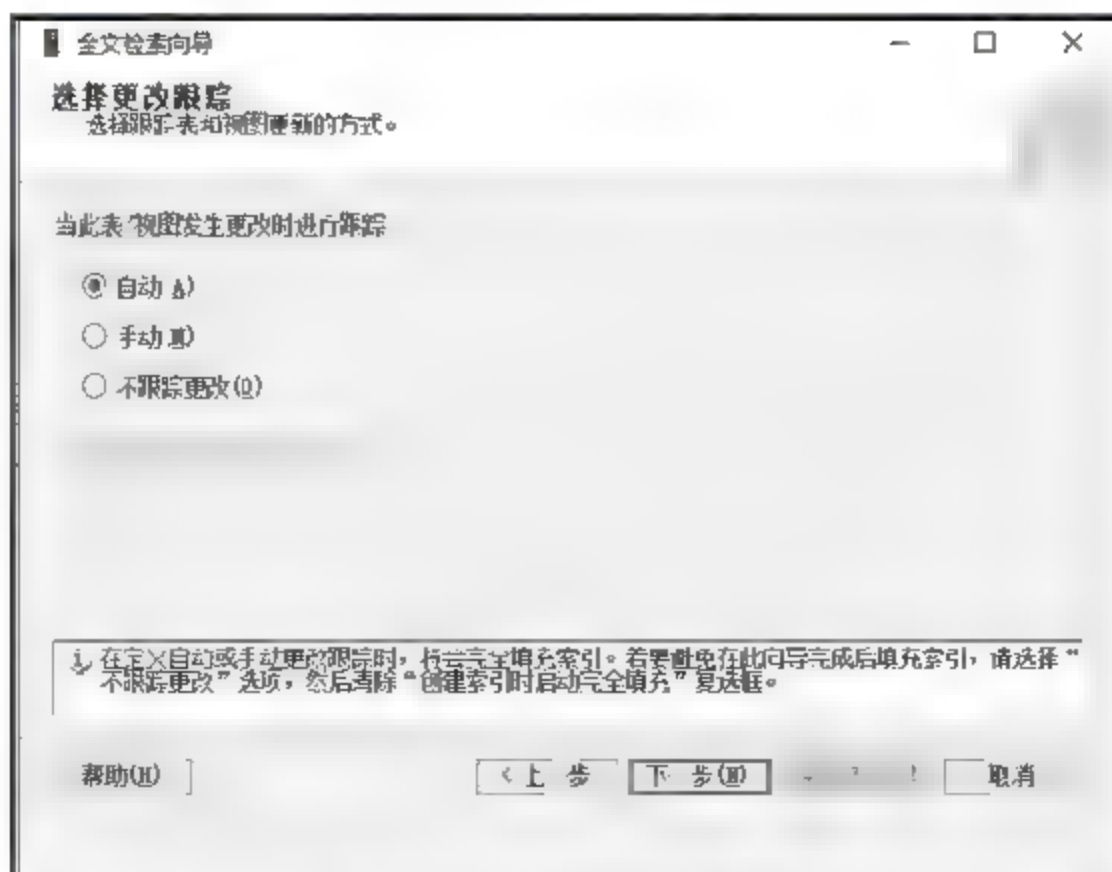 全文检索向导
选择更改跟踪
选择跟踪表和视图更新的方式。
当此表/视图发生更改时进行跟踪
自动(A)
手动(M)
不跟踪更改(O)
在定义自动或手动更改跟踪时，将会完全填充索引。若要避免在此向导完成后填充索引，请选择“
不跟踪更改”选项，然后清除“创建索引时启动完全填充”复选框。
帮助(H) <上 步 下 步(N) 取消